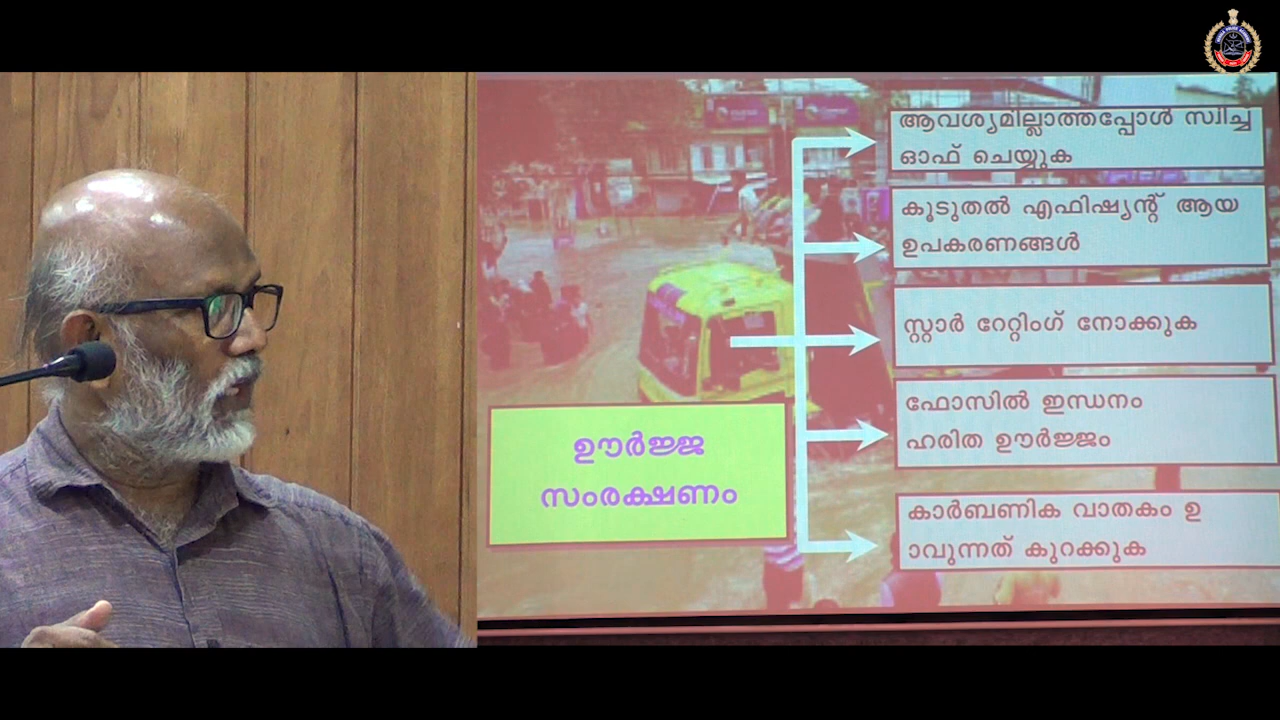 ആവശ്യമില്ലാത്തപ്പോൾ സ്വിച്ച
ഓഫ് ചെയ്യുക
കൂടുതൽ എഫിഷ്യന്റ് ആയ
ഉപകരണങ്ങൾ
സ്റ്റാർ റേറ്റിംഗ് നോക്കുക
ഫോസിൽ ഇന്ധനം
ഹരിത ഊർജ്ജം
കാർബണിക വാതകം ഉ
ാവുന്നത് കുറക്കുക
ഊർജ്ജ
സംരക്ഷണം